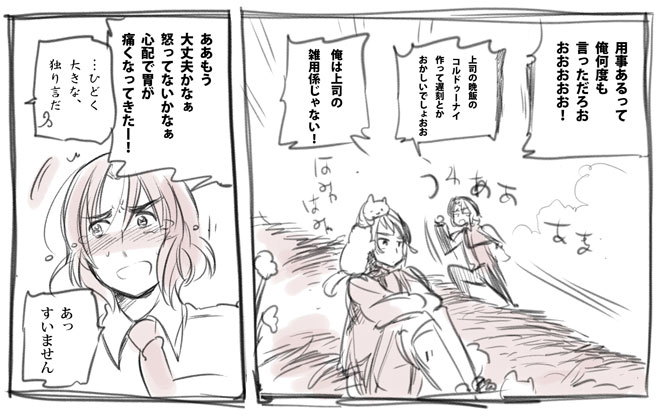 用事あるって
俺何度も
言っただろお
おおおおお！
上司の晩飯の
コルドゥーナイ
作って遅刻とか
おかしいでしょおお
俺は上司の
雑用係じゃない！
うわああああ
はみ
はみ
ああもう
大丈夫かなぁ
怒ってないかなぁ
心配で胃が
痛くなってきたー！
…ひどく
大きな、
独り言だ
あっ
すいません